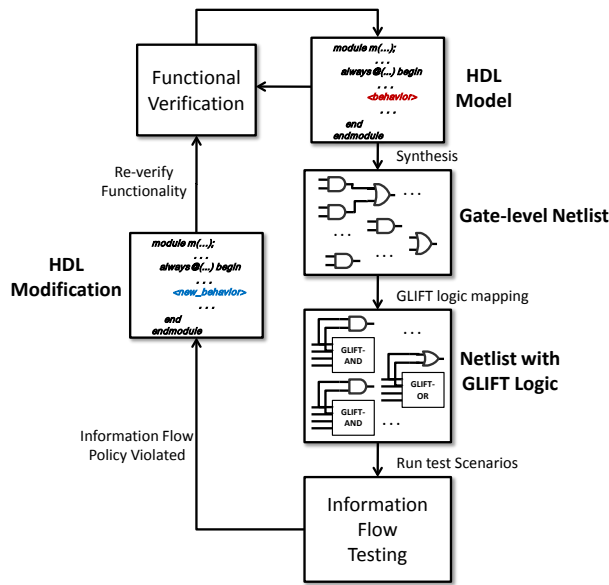 Functional
Verification
module m(...);
...
always@(...) begin
...
<behavior>
...
end
endmodule
HDL
Model
Synthesis
Re-verify
Functionality
... 
...
...
Gate-level Netlist
HDL
Modification
module m(...);
...
always@(...) begin
...
<new_behavior>
...
end
endmodule
GLIFT logic mapping
...
GLIFT-
AND
GLIFT-
OR
GLIFT-
AND
...
Netlist with
GLIFT Logic
Information Flow
Policy Violated
Run test Scenarios
Information
Flow
Testing